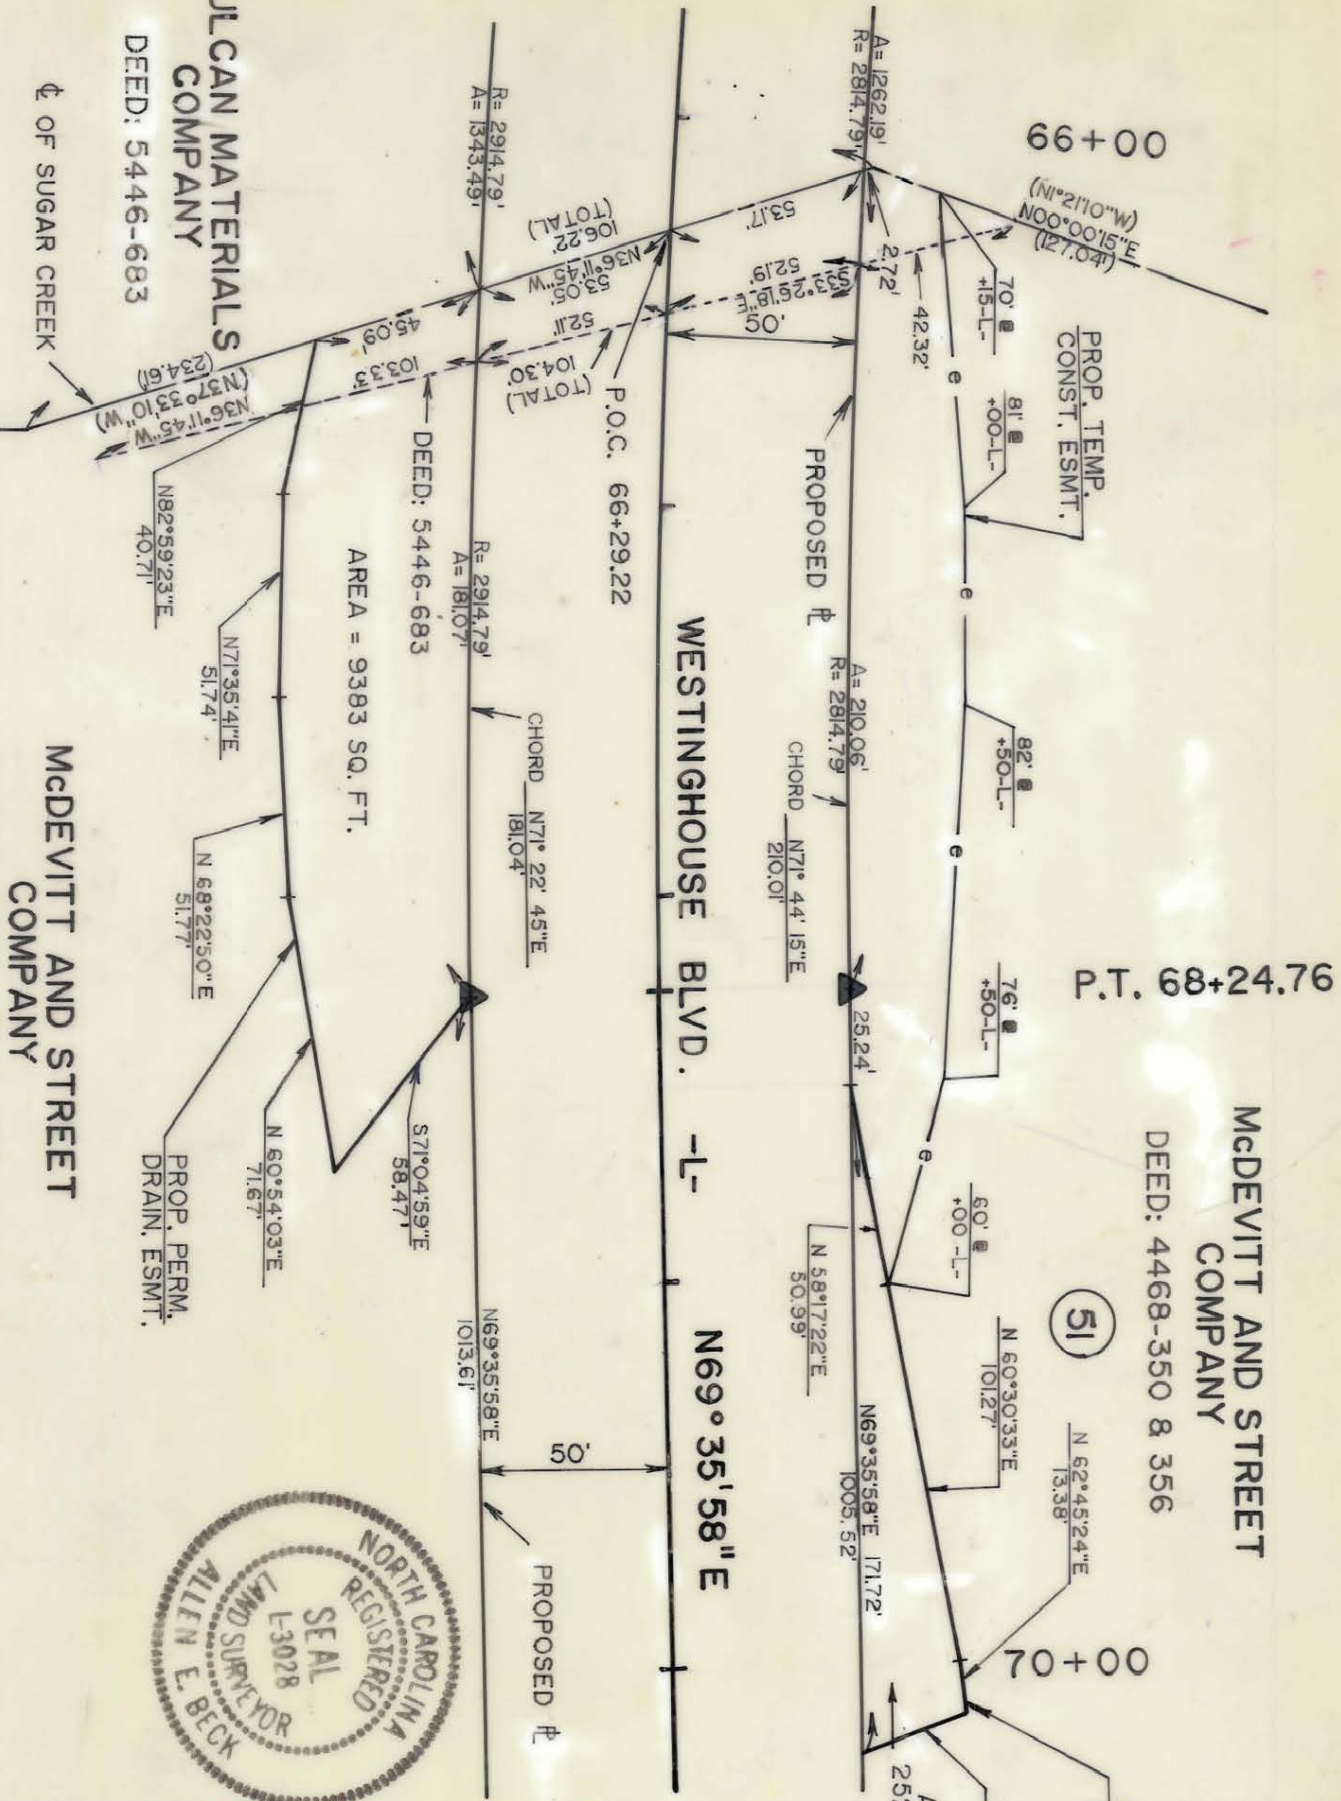 66+00
(N1°21'10"W)
N00°00'15"E
(127.04')
A= 1262.19'
R= 2814.79'
70' @
+15-L-
81' @
+00-L-
PROP. TEMP.
CONST. ESMT.
82' @
+50-L-
76' @
+50-L-
P.T. 68+24.76
60' @
+00 -L-
McDEVITT AND STREET
COMPANY
DEED: 4468-350 & 356
51
N 60°30'33"E
101.27'
N 62°45'24"E
13.38'
70+00
2.72'
42.32'
53.17'
52.19'
e
e
e
e
PROPOSED PL
A= 210.06'
R= 2814.79'
CHORD N71° 44' 15"E
210.01'
25.24'
N 58°17'22"E
50.99'
N69°35'58"E 171.72'
1005.52'
WESTINGHOUSE BLVD. -L-
N69°35'58"E
P.O.C. 66+29.22
R= 2914.79'
A= 1343.49'
106.22'
(TOTAL)
N36°11'45"W
53.05'
52.11'
104.30'
(TOTAL)
50'
R= 2914.79'
A= 181.07'
CHORD N71° 22' 45"E
181.04'
N69°35'58"E
1013.61'
PROPOSED PL
DEED: 5446-683
45.09'
AREA = 9383 SQ. FT.
S71°04'59"E
58.47'
ULCAN MATERIALS
COMPANY
DEED: 5446-683
₵ OF SUGAR CREEK
(234.61')
(N37°33'10"W)
N36°11'45"W
N82°59'23"E
40.71'
N71°35'41"E
51.74'
N 68°22'50"E
51.77'
N 60°54'03"E
71.67'
PROP. PERM.
DRAIN. ESMT.
McDEVITT AND STREET
COMPANY
NORTH CAROLINA
REGISTERED
SEAL
L-3028
LAND SURVEYOR
ALLEN E. BECK